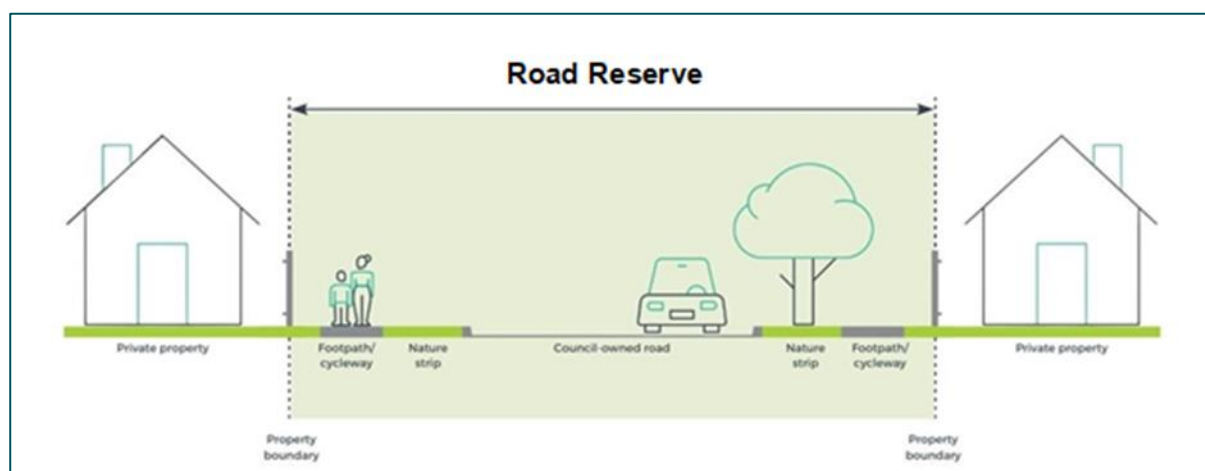 Road Reserve
Private property
Footpath/
cycleway
Nature
strip
Council-owned road
Nature
strip
Footpath/
cycleway
Private property
Property
boundary
Property
boundary